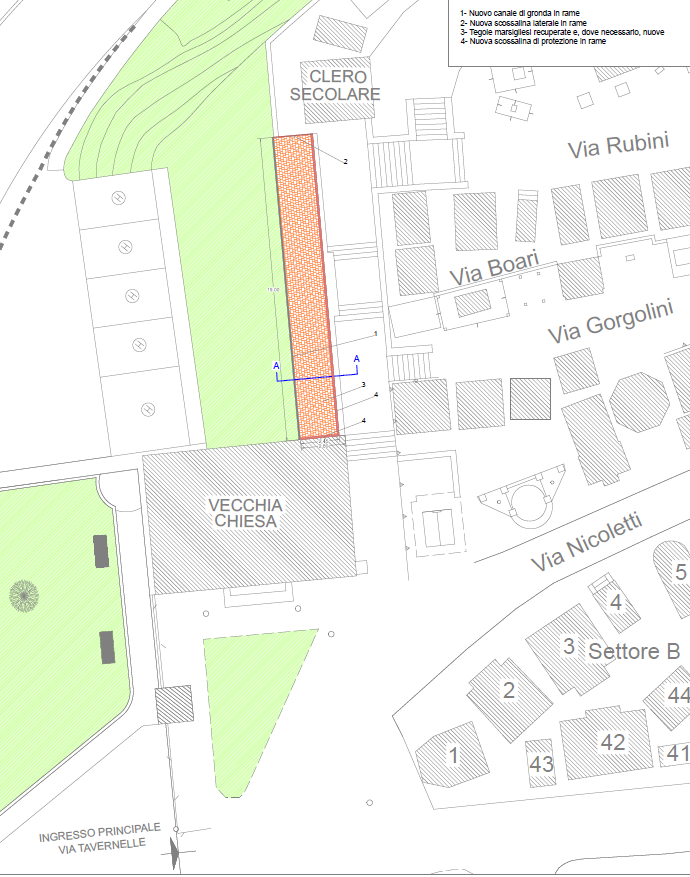 1- Nuovo canale di gronda in rame
2- Nuova scossalina laterale in rame
3- Tegole marsigliesi recuperate e, dove necessario, nuove
4- Nuova scossalina di protezione in rame
CLERO
SECOLARE
Via Rubini
2
H
H
Via Boari
H
Via Gorgolini
1
H
A
A
3
4
H
4
VECCHIA
CHIESA
Via Nicoletti
5
4
3
Settore B
2
44
42
1
43
41
INGRESSO PRINCIPALE
VIA TAVERNELLE